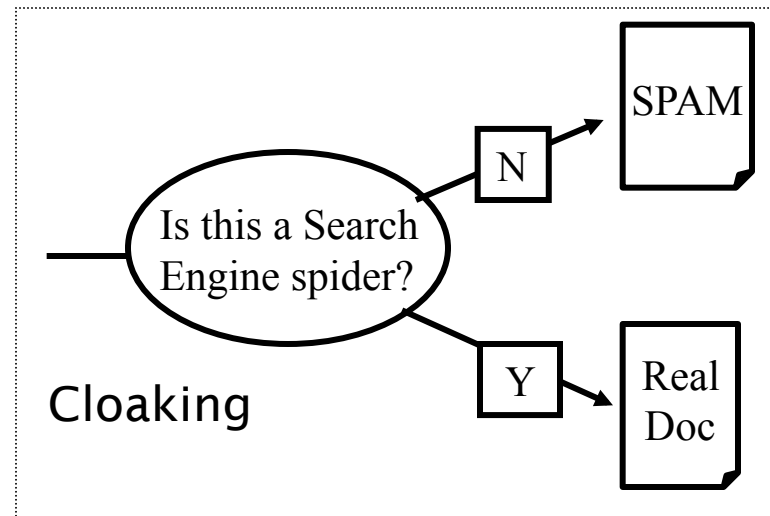 SPAM
N
Is this a Search
Engine spider?
Y
Real
Doc
Cloaking